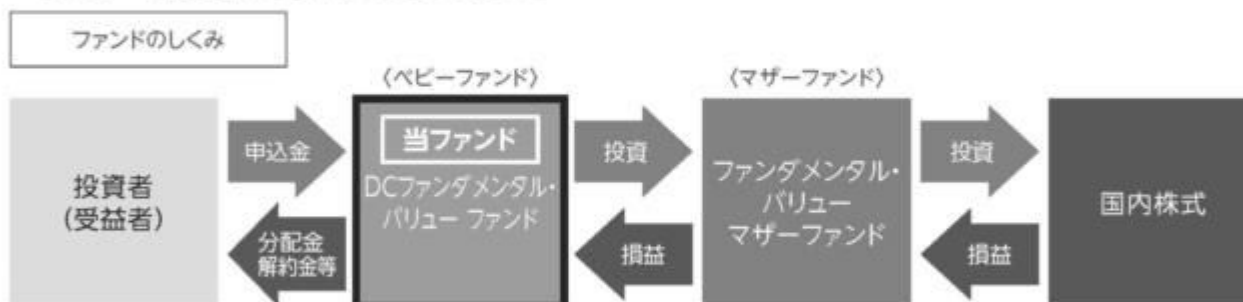 ファンドのしくみ
〈ベビーファンド〉
〈マザーファンド〉
投資者
（受益者）
申込金
分配金
解約金等
当ファンド
DCファンダメンタル・
バリュー ファンド
投資
損益
ファンダメンタル・
バリュー
マザーファンド
投資
損益
国内株式